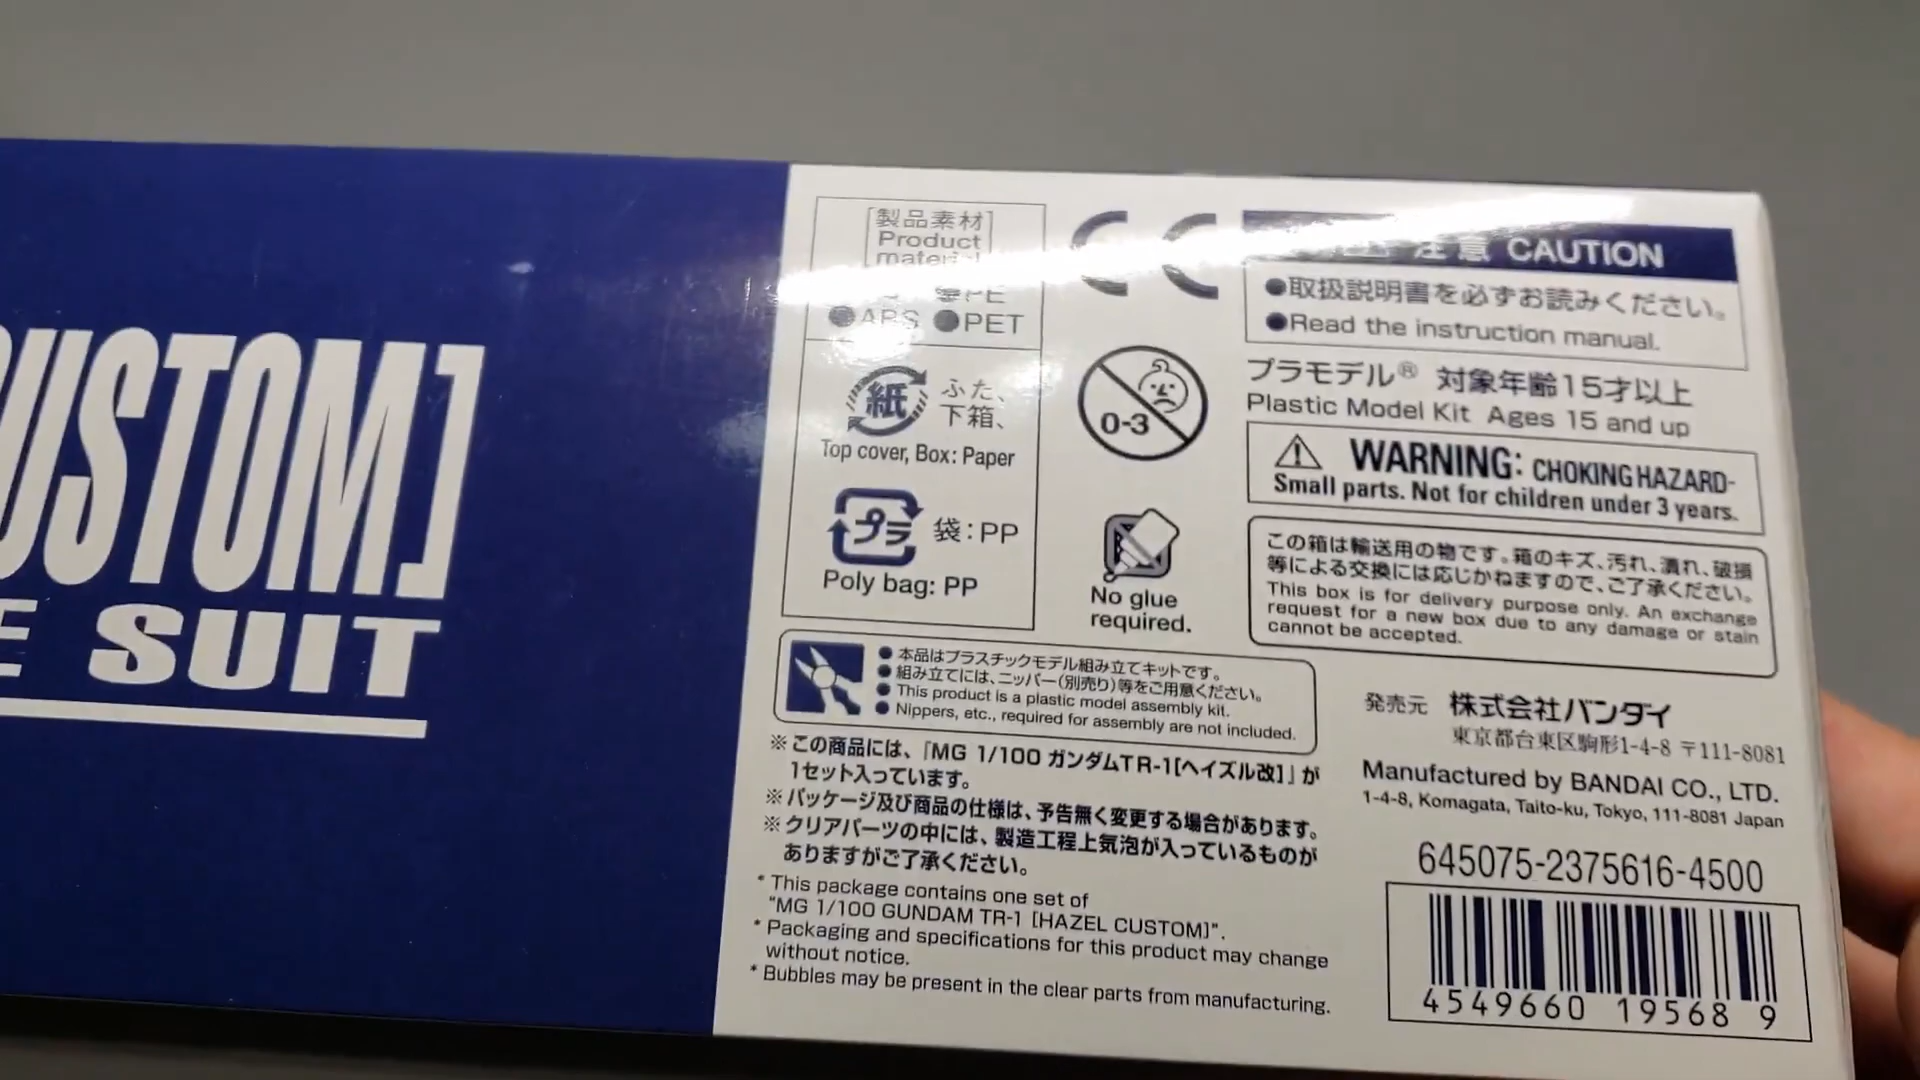 CUSTOM]
E SUIT
[製品素材]
Product
material
PE
ABS ●PET
紙 ふた、
下箱、
Top cover, Box: Paper
プラ 袋：PP
Poly bag: PP
CE
0-3
No glue
required.
注意 CAUTION
●取扱説明書を必ずお読みください。
●Read the instruction manual.
プラモデル® 対象年齢15才以上
Plastic Model Kit Ages 15 and up
WARNING: CHOKING HAZARD-
Small parts. Not for children under 3 years.
この箱は輸送用の物です。箱のキズ、汚れ、潰れ、破損
等による交換には応じかねますので、ご了承ください。
This box is for delivery purpose only. An exchange
request for a new box due to any damage or stain
cannot be accepted.
●本品はプラスチックモデル組み立てキットです。
●組み立てには、ニッパー（別売り）等をご用意ください。
●This product is a plastic model assembly kit.
●Nippers, etc., required for assembly are not included.
※この商品には、『MG 1/100 ガンダムTR-1[ヘイズル改]』が
1セット入っています。
※パッケージ及び商品の仕様は、予告無く変更する場合があります。
※クリアパーツの中には、製造工程上気泡が入っているものが
ありますがご了承ください。
* This package contains one set of
"MG 1/100 GUNDAM TR-1 [HAZEL CUSTOM]".
* Packaging and specifications for this product may change
without notice.
* Bubbles may be present in the clear parts from manufacturing.
発売元 株式会社バンダイ
東京都台東区駒形1-4-8 〒111-8081
Manufactured by BANDAI CO., LTD.
1-4-8, Komagata, Taito-ku, Tokyo, 111-8081 Japan
645075-2375616-4500
4549660 19568 9